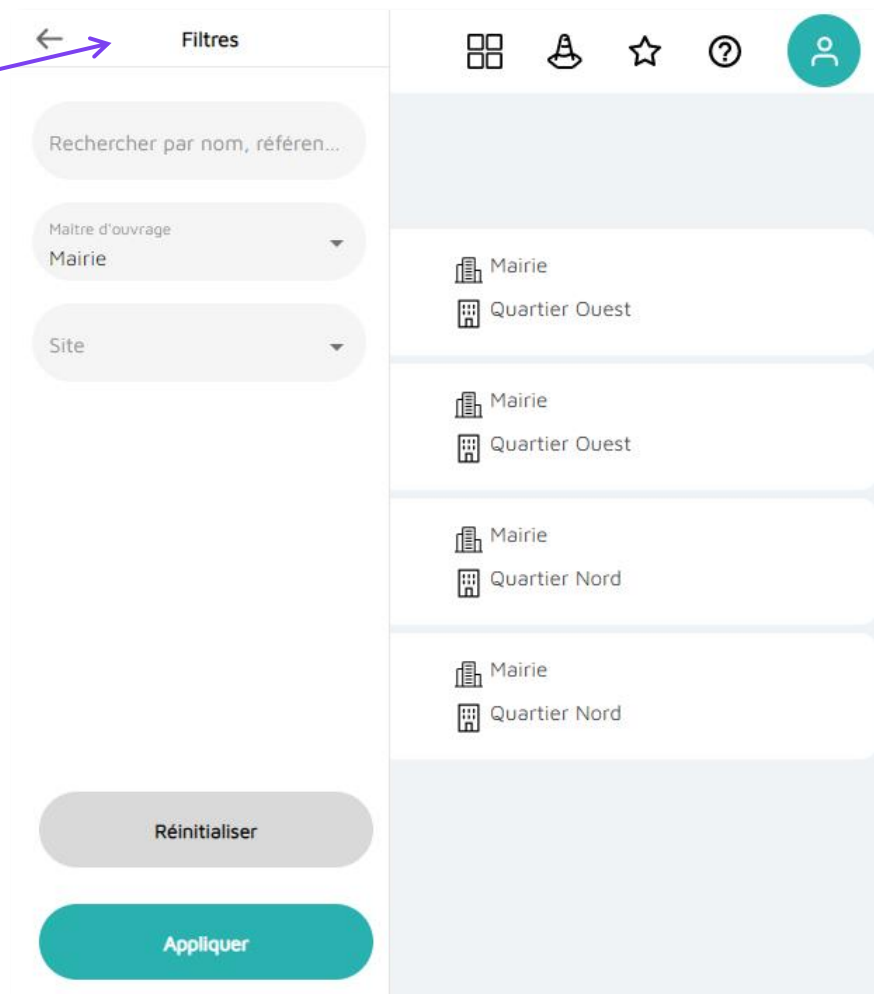 Filtres
Rechercher par nom, référen...
Maître d'ouvrage
Mairie
Site
Réinitialiser
Appliquer
Mairie
Quartier Ouest
Mairie
Quartier Ouest
Mairie
Quartier Nord
Mairie
Quartier Nord